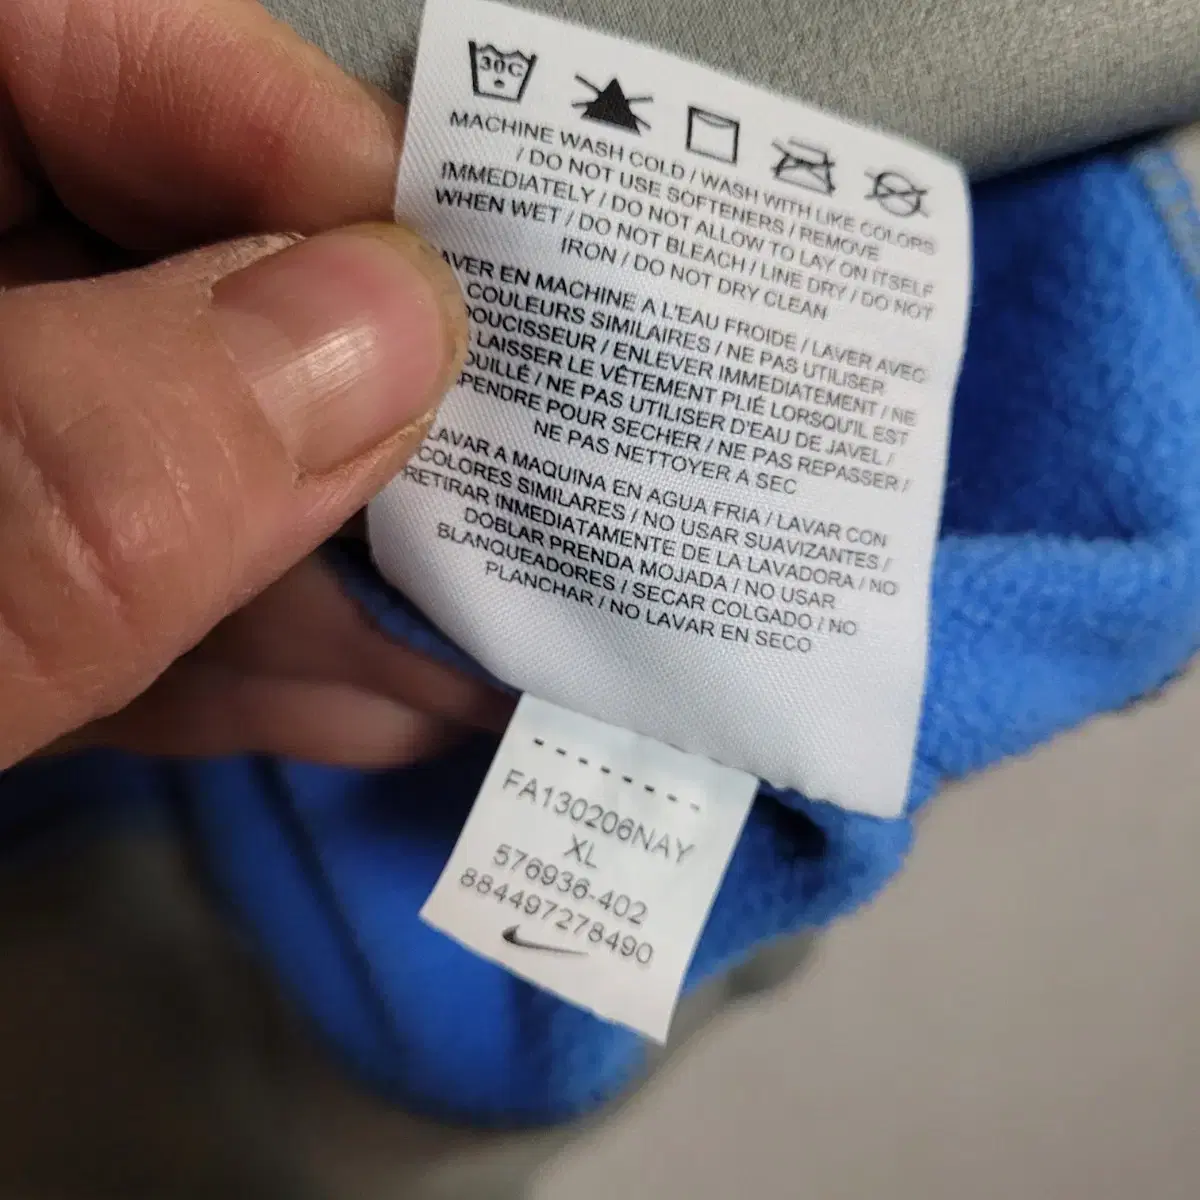 30C
MACHINE WASH COLD / WASH WITH LIKE COLORS
/ DO NOT USE SOFTENERS / REMOVE
IMMEDIATELY / DO NOT ALLOW TO LAY ON ITSELF
WHEN WET / DO NOT BLEACH / LINE DRY / DO NOT
IRON / DO NOT DRY CLEAN
AVER EN MACHINE A L'EAU FROIDE / LAVER AVEC
COULEURS SIMILAIRES / NE PAS UTILISER
OUCISSEUR / ENLEVER IMMEDIATEMENT / NE
LAISSER LE VÊTEMENT PLIÉ LORSQU'IL EST
OUILLÉ / NE PAS UTILISER D'EAU DE JAVEL /
PENDRE POUR SECHER / NE PAS REPASSER /
NE PAS NETTOYER A SEC
LAVAR A MAQUINA EN AGUA FRIA / LAVAR CON
COLORES SIMILARES / NO USAR SUAVIZANTES /
RETIRAR INMEDIATAMENTE DE LA LAVADORA / NO
DOBLAR PRENDA MOJADA / NO USAR
BLANQUEADORES / SECAR COLGADO / NO
PLANCHAR / NO LAVAR EN SECO
FA130206NAY
XL
576936-402
884497278490